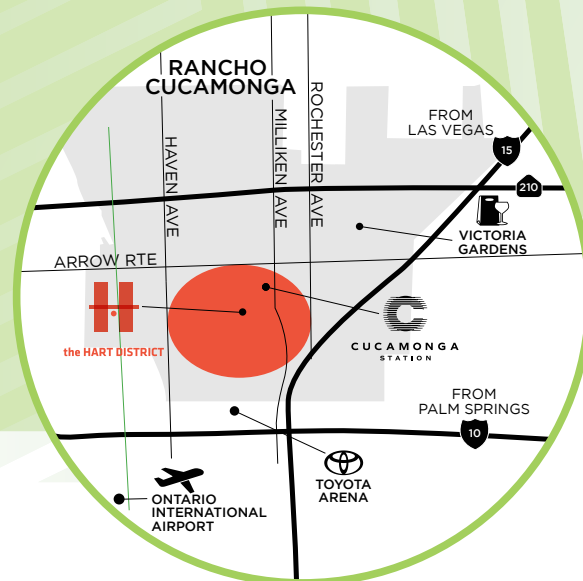 RANCHO
CUCAMONGA
HAVEN AVE
MILLIKEN AVE
ROCHESTER AVE
FROM
LAS VEGAS
15
210
VICTORIA
GARDENS
ARROW RTE
H
the HART DISTRICT
C
CUCAMONGA
STATION
FROM
PALM SPRINGS
10
TOYOTA
ARENA
ONTARIO
INTERNATIONAL
AIRPORT